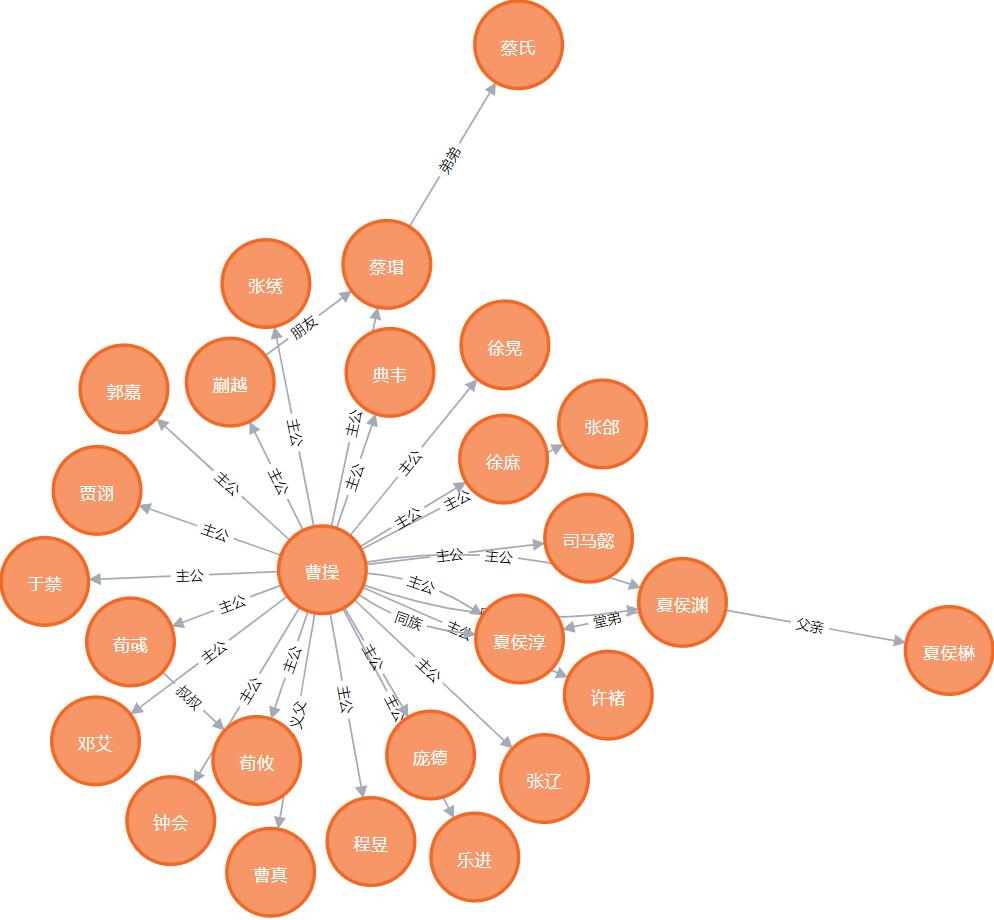 蔡氏
弟弟
张绣
蔡瑁
朋友
蒯越
典韦
徐晃
郭嘉
主公
主公
主公
主公
主公
主公
主公
张郃
徐庶
主公
主公
贾诩
主公
司马懿
主公
主公
曹操
于禁
主公
主公
夏侯渊
荀彧
主公
同族
主公
夏侯淳
堂弟
父亲
夏侯楙
主公
叔叔
主公
主公
义父
主公
主公
主公
主公
许褚
邓艾
荀攸
庞德
张辽
钟会
曹真
程昱
乐进